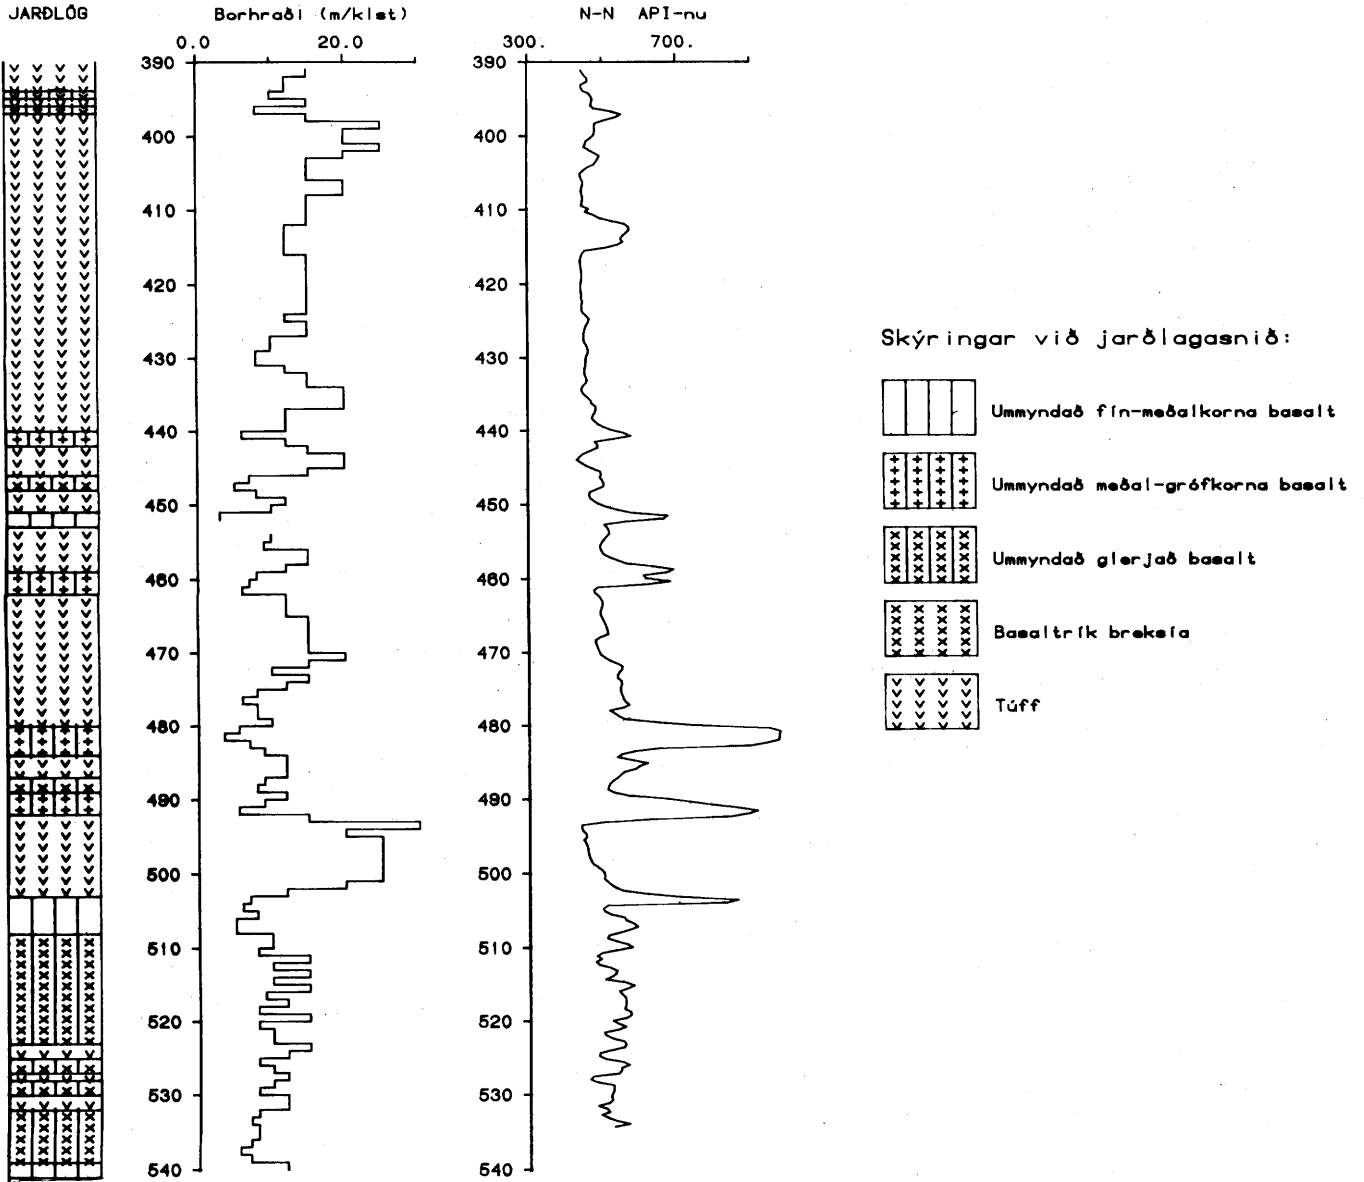 JARÐLÖG
Borhraði (m/klst)
N-N API-nu
0.0 20.0
300. 700.
390 390
400 400
410 410
420 420
430 430
440 440
450 450
460 460
470 470
480 480
490 490
500 500
510 510
520 520
530 530
540 540
Skýringar við jarðlagasnið:
Ummyndað fín-meðalkorna basalt
Ummyndað meðal-grófkorna basalt
Ummyndað glerjað basalt
Basaltrík breksía
Túff